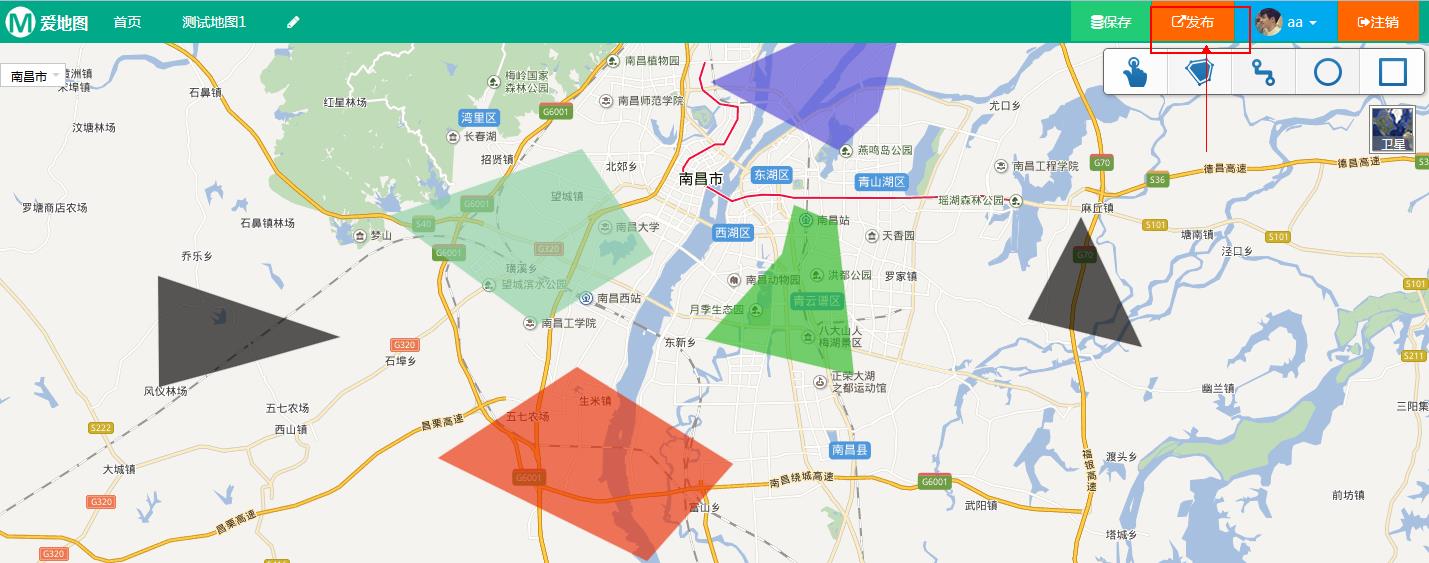 M 爱地图 首页 测试地图1 保存 发布 aa 注销
南昌市
朱埠镇
石鼻镇
红星林场
汶塘林场
罗塘商店农场
石鼻镇林场
乔乐乡
梅岭国家
森林公园
南昌植物园
南昌师范学院
湾里区
G6001
长春湖
招贤镇
北郊乡
望城镇
G6001
S40
G6001
梦山
G320
南昌大学
璜溪乡
望城滨水公园
南昌西站
南昌工学院
南昌市
东湖区
青山湖区
燕鸣岛公园
尤口乡
南昌工程学院
G70
S36
德昌高速
德昌高速
S3
卫星
瑶湖森林公园
麻丘镇
S101
塘南镇
S101
泾口乡
西湖区
南昌站
天香园
南昌动物园
洪都公园
罗家镇
G70
月季生态园
青云谱区
八大山人
梅湖景区
东新乡
正荣大湖
之都运动馆
S101
S211
G320
石埠乡
风仪林场
五七农场
西山镇
S222
大城镇
G320
昌栗高速
昌栗高速
G320
五七农场
生米镇
G6001
富山乡
南昌绕城高速
南昌县
G6001
武阳镇
福银高速
幽兰镇
三阳集
渡头乡
前坊镇
塔城乡